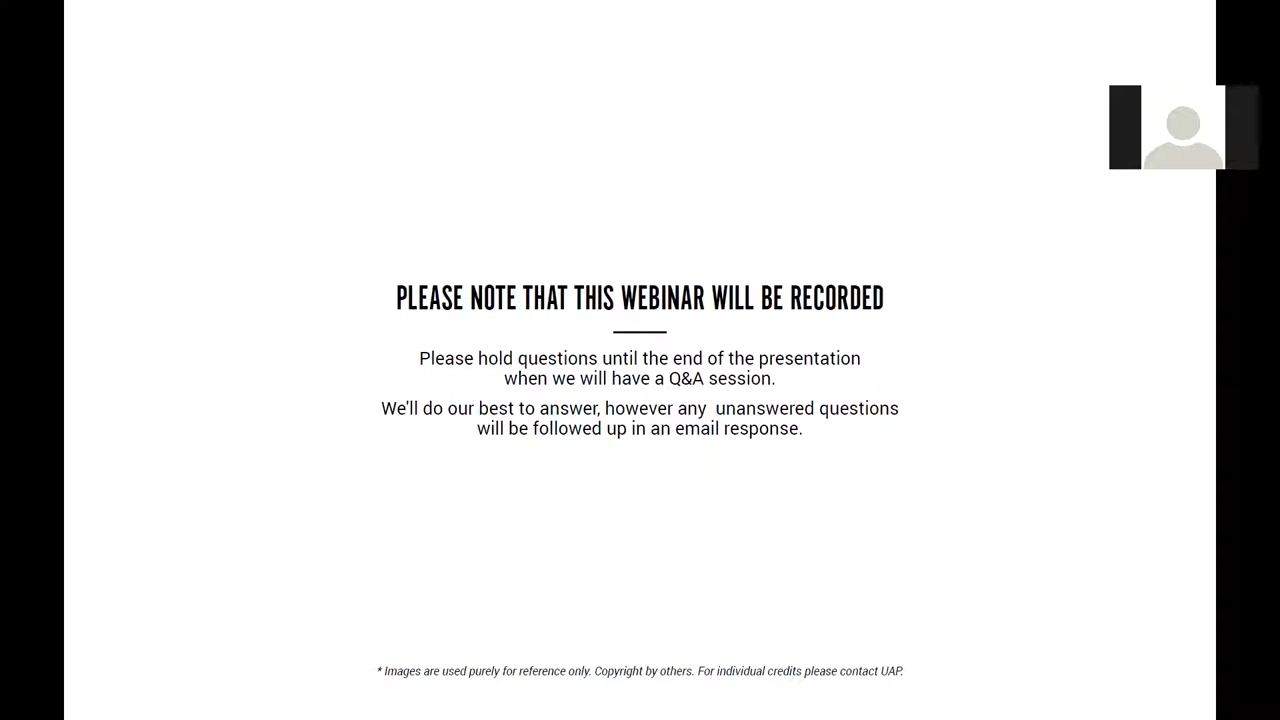 PLEASE NOTE THAT THIS WEBINAR WILL BE RECORDED
Please hold questions until the end of the presentation
when we will have a Q&A session.
We'll do our best to answer, however any  unanswered questions
will be followed up in an email response.
* Images are used purely for reference only. Copyright by others. For individual credits please contact UAP.